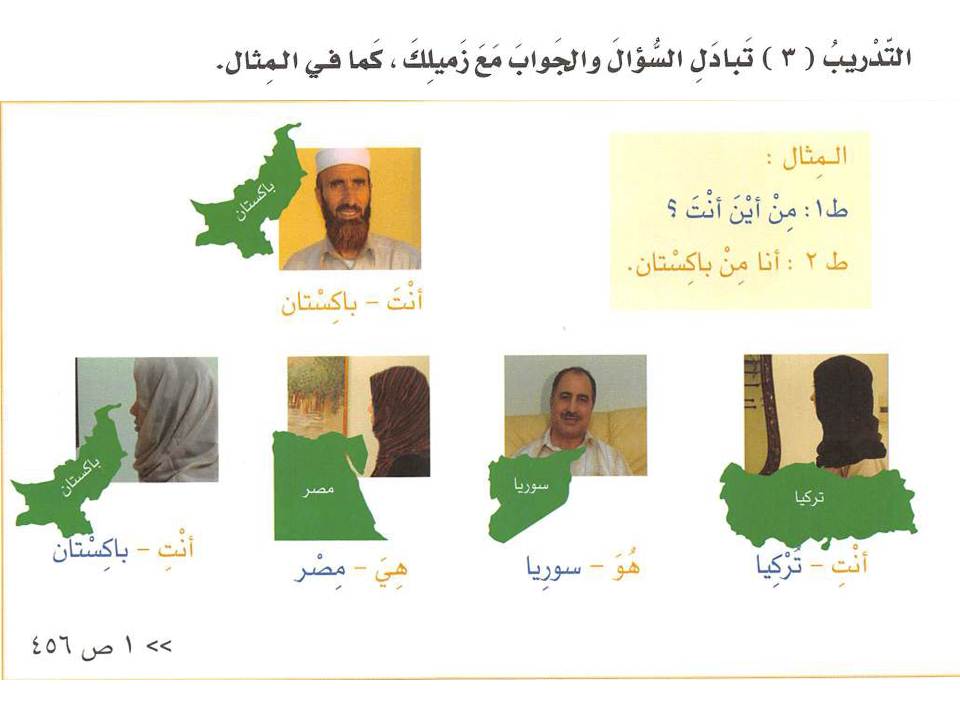 التَّدْريبُ ( ٣ ) تَبادَلِ السُّؤالَ والجَوابَ مَعَ زَميلِكَ ، كَما في المِثال.
المِثال :
ط١: مِنْ أيْنَ أنْتَ ؟
ط ٢ : أنا مِنْ باكِسْتان.
باكستان
أنْتَ – باكِسْتان
تركيا
أنْتِ – تُرْكِيا
سوريا
هُوَ – سورِيا
مصر
هِيَ – مِصْر
باكستان
أنْتِ – باكِسْتان
>> ١ ص ٤٥٦